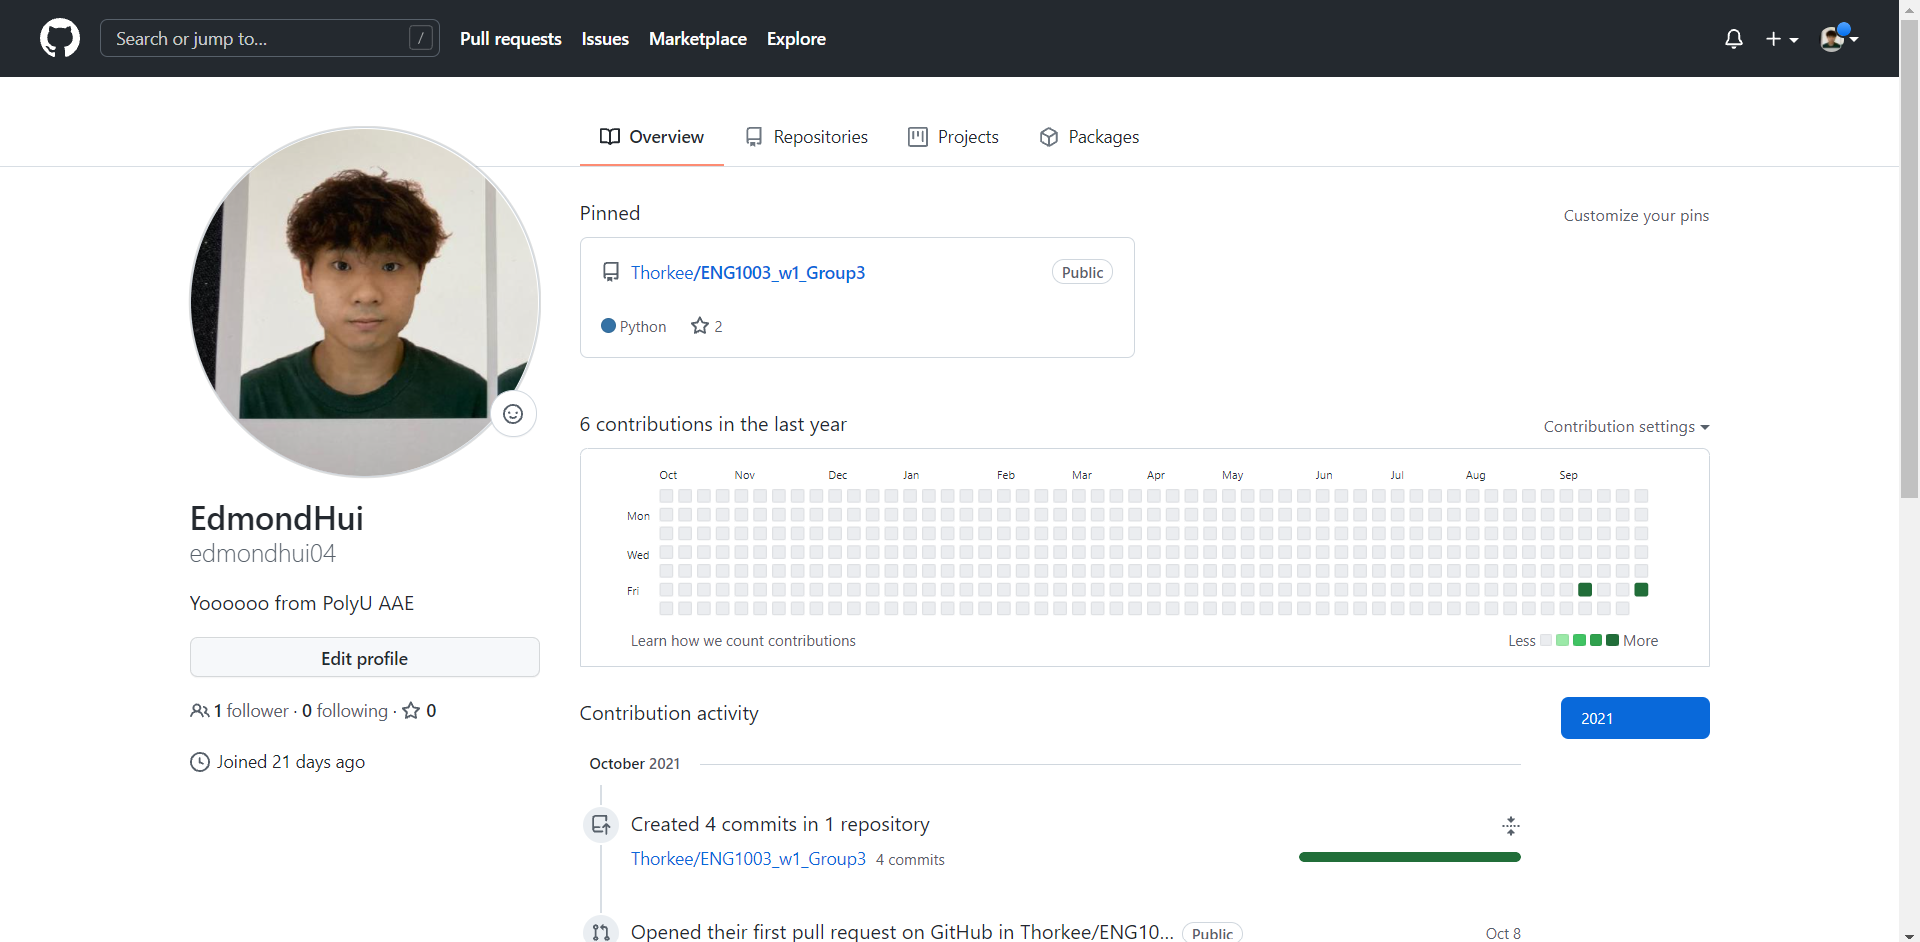 Search or jump to... /
Pull requests Issues Marketplace Explore
Overview Repositories Projects Packages
EdmondHui
edmondhui04
Yoooooo from PolyU AAE
Edit profile
1 follower · 0 following · 0
Joined 21 days ago
Pinned
Customize your pins
Thorkee/ENG1003_w1_Group3 Public
Python 2
6 contributions in the last year
Contribution settings
Oct Nov Dec Jan Feb Mar Apr May Jun Jul Aug Sep
Mon
Wed
Fri
Learn how we count contributions
Less More
Contribution activity
2021
October 2021
Created 4 commits in 1 repository
Thorkee/ENG1003_w1_Group3 4 commits
Opened their first pull request on GitHub in Thorkee/ENG10... Public Oct 8